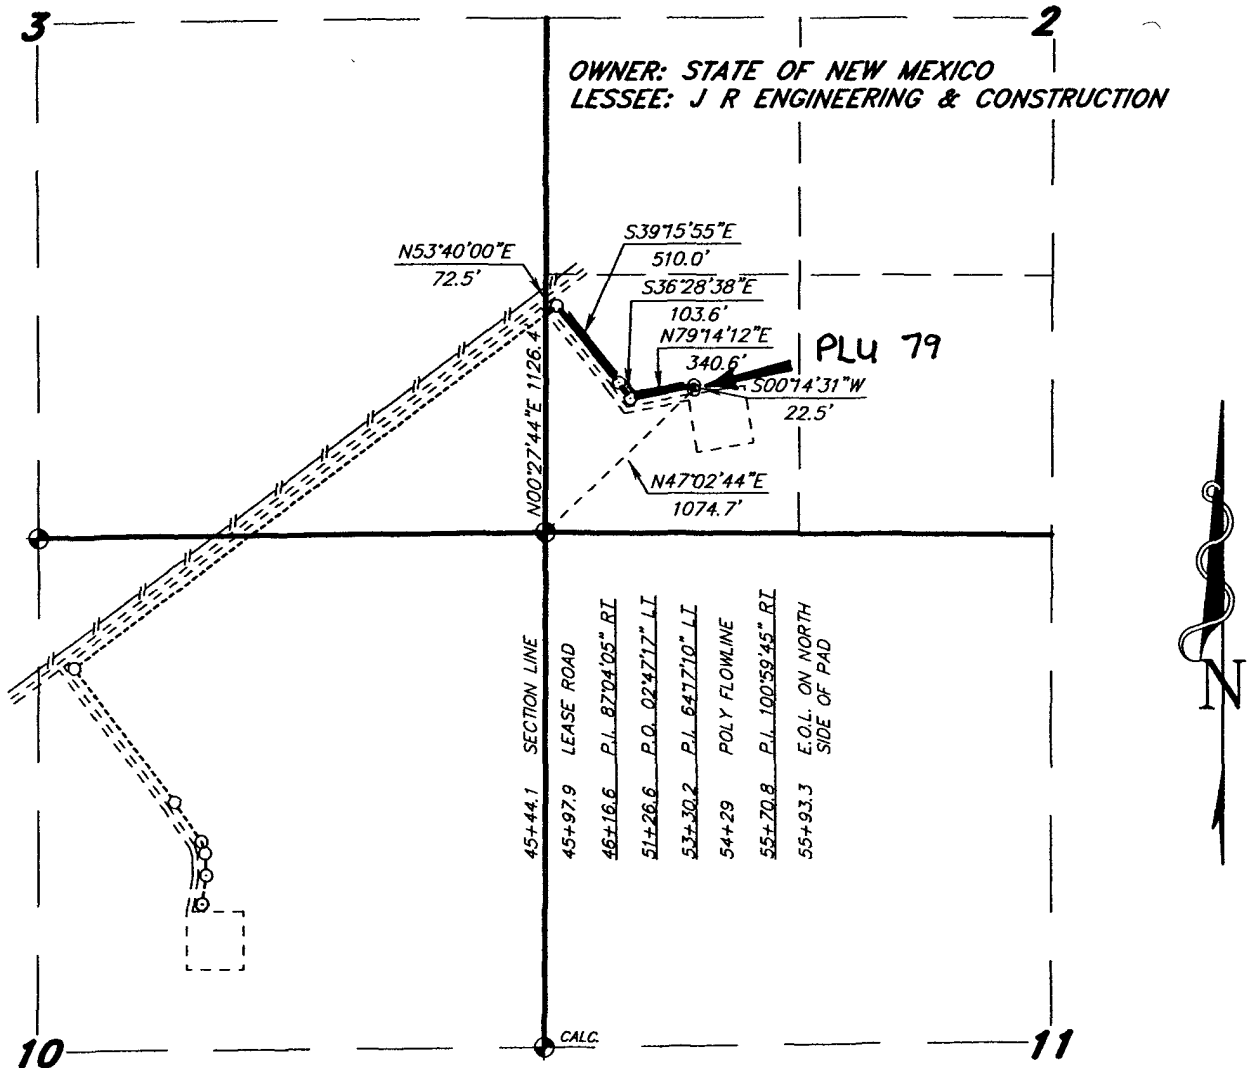 3
2
OWNER: STATE OF NEW MEXICO
LESSEE: J R ENGINEERING & CONSTRUCTION
S39°15'55"E
510.0'
N53°40'00"E
72.5'
S36°28'38"E
103.6'
N79°14'12"E
340.6'
PLU 79
S00°14'31"W
22.5'
N00°27'44"E 1126.4'
N47°02'44"E
1074.7'
45+44.1 SECTION LINE
45+97.9 LEASE ROAD
46+16.6 P.I. 87°04'05" RT
51+26.6 P.O. 02°47'17" LT
53+30.2 P.I. 64°17'10" LT
54+29 POLY FLOWLINE
55+70.8 P.I. 100°59'45" RT
55+93.3 E.O.L. ON NORTH
SIDE OF PAD
N
CALC.
10
11